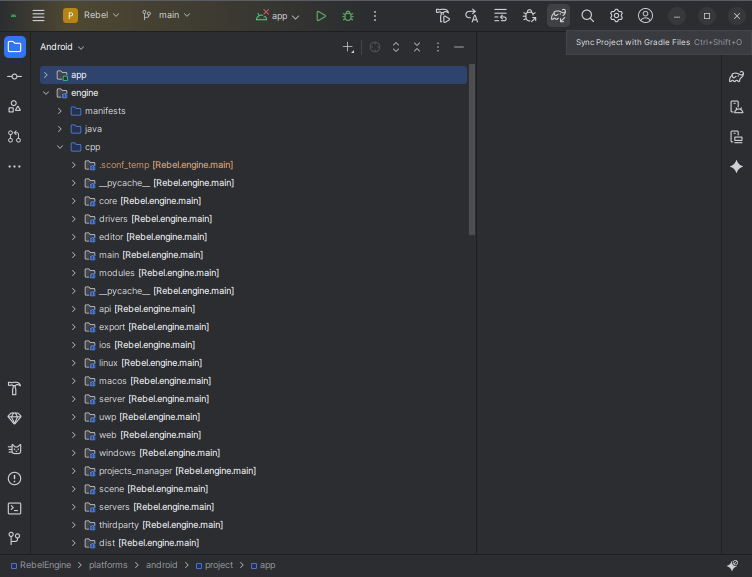 P Rebel main app
Sync Project with Gradle Files Ctrl+Shift+O
Android
app
engine
manifests
java
cpp
.sconf_temp [Rebel.engine.main]
__pycache__ [Rebel.engine.main]
core [Rebel.engine.main]
drivers [Rebel.engine.main]
editor [Rebel.engine.main]
main [Rebel.engine.main]
modules [Rebel.engine.main]
__pycache__ [Rebel.engine.main]
api [Rebel.engine.main]
export [Rebel.engine.main]
ios [Rebel.engine.main]
linux [Rebel.engine.main]
macos [Rebel.engine.main]
server [Rebel.engine.main]
uwp [Rebel.engine.main]
web [Rebel.engine.main]
windows [Rebel.engine.main]
projects_manager [Rebel.engine.main]
scene [Rebel.engine.main]
servers [Rebel.engine.main]
thirdparty [Rebel.engine.main]
dist [Rebel.engine.main]
RebelEngine > platforms > android > project > app